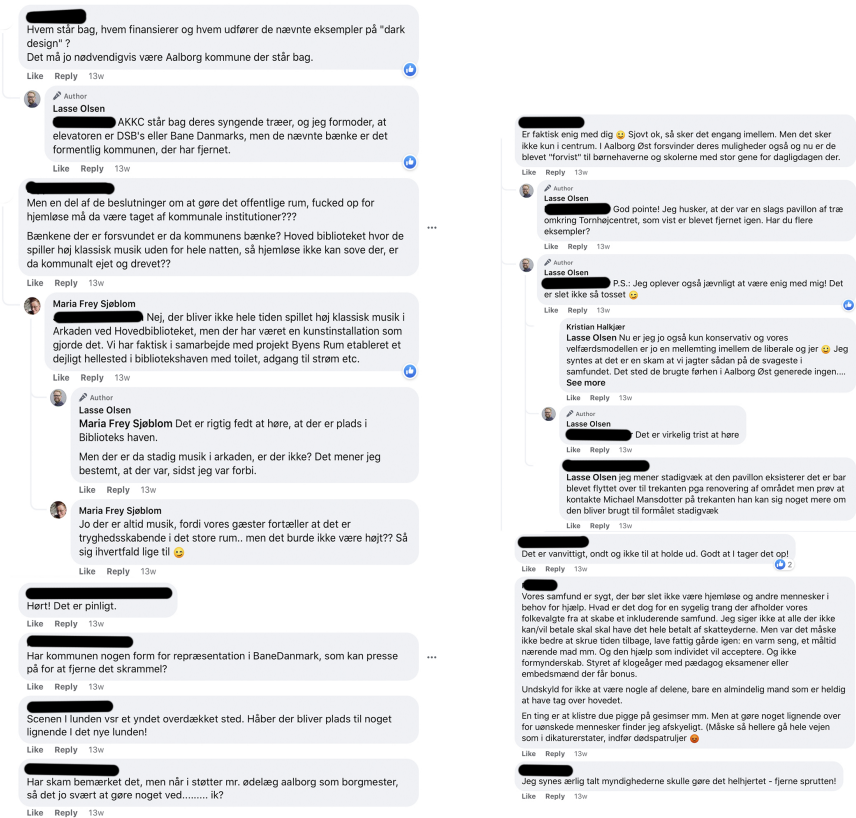 Hvem står bag, hvem finansierer og hvem udfører de nævnte eksempler på "dark
design" ?
Det må jo nødvendigvis være Aalborg kommune der står bag.
Like Reply 13w
Author
Lasse Olsen
AKKC står bag deres syngende træer, og jeg formoder, at
elevatoren er DSB's eller Bane Danmarks, men de nævnte bænke er det
formentlig kommunen, der har fjernet.
Like Reply 13w
Men en del af de beslutninger om at gøre det offentlige rum, fucked op for
hjemløse må da være taget af kommunale institutioner???
Bænkene der er forsvundet er da kommunens bænke? Hoved biblioteket hvor de
spiller høj klassisk musik uden for hele natten, så hjemløse ikke kan sove der, er
da kommunalt ejet og drevet??
Like Reply 13w
Maria Frey Sjøblom
Nej, der bliver ikke hele tiden spillet høj klassisk musik i
Arkaden ved Hovedbiblioteket, men der har været en kunstinstallation som
gjorde det. Vi har faktisk i samarbejde med projekt Byens Rum etableret et
dejligt hellested i bibliotekshaven med toilet, adgang til strøm etc.
Like Reply 13w
Author
Lasse Olsen
Maria Frey Sjøblom Det er rigtig fedt at høre, at der er plads i
Biblioteks haven.
Men der er da stadig musik i arkaden, er der ikke? Det mener jeg
bestemt, at der var, sidst jeg var forbi.
Like Reply 13w
Maria Frey Sjøblom
Jo der er altid musik, fordi vores gæster fortæller at det er
tryghedsskabende i det store rum.. men det burde ikke være højt?? Så
sig ihvertfald lige til 😉
Like Reply 13w
Hørt! Det er pinligt.
Like Reply 13w
Har kommunen nogen form for repræsentation i BaneDanmark, som kan presse
på for at fjerne det skrammel?
Like Reply 13w
Scenen I lunden vsr et yndet overdækket sted. Håber der bliver plads til noget
lignende I det nye lunden!
Like Reply 13w
Har skam bemærket det, men når i støtter mr. ødelæg aalborg som borgmester,
så det jo svært at gøre noget ved......... ik?
Like Reply 13w
Er faktisk enig med dig 😀 Sjovt ok, så sker det engang imellem. Men det sker
ikke kun i centrum. I Aalborg Øst forsvinder deres muligheder også og nu er de
blevet "forvist" til børnehaverne og skolerne med stor gene for dagligdagen der.
Like Reply 13w
Author
Lasse Olsen
God pointe! Jeg husker, at der var en slags pavillon af træ
omkring Tornhøjcentret, som vist er blevet fjernet igen. Har du flere
eksempler?
Like Reply 13w
Author
Lasse Olsen
P.S.: Jeg oplever også jævnligt at være enig med mig! Det
er slet ikke så tosset 😉
Like Reply 13w
Kristian Halkjær
Lasse Olsen Nu er jeg jo også kun konservativ og vores
velfærdsmodellen er jo en mellemting imellem de liberale og jer 😀 Jeg
syntes at det er en skam at vi jagter sådan på de svageste i
samfundet. Det sted de brugte førhen i Aalborg Øst generede ingen....
See more
Like Reply 13w
Author
Lasse Olsen
Det er virkelig trist at høre
Like Reply 13w
Lasse Olsen jeg mener stadigvæk at den pavillon eksisterer det er bar
blevet flyttet over til trekanten pga renovering af området men prøv at
kontakte Michael Mansdotter på trekanten han kan sig noget mere om
den bliver brugt til formålet stadigvæk
Like Reply 13w
Det er vanvittigt, ondt og ikke til at holde ud. Godt at I tager det op!
Like Reply 13w
2
Vores samfund er sygt, der bør slet ikke være hjemløse og andre mennesker i
behov for hjælp. Hvad er det dog for en sygelig trang der afholder vores
folkevalgte fra at skabe et inkluderende samfund. Jeg siger ikke at alle der ikke
kan/vil betale skal skal have det hele betalt af skatteyderne. Men var det måske
ikke bedre at skrue tiden tilbage, lave fattig gårde igen: en varm seng, et måltid
nærende mad mm. Og den hjælp som individet vil acceptere. Og ikke
formynderskab. Styret af klogeåger med pædagog eksamener eller
embedsmænd der får bonus.
Undskyld for ikke at være nogle af delene, bare en almindelig mand som er heldig
at have tag over hovedet.
En ting er at klistre due pigge på gesimser mm. Men at gøre noget lignende over
for uønskede mennesker finder jeg afskyeligt. (Måske så hellere gå hele vejen
som i dikaturerstater, indfør dødspatruljer 😡
Like Reply 13w
Jeg synes ærlig talt myndighederne skulle gøre det helhjertet - fjerne sprutten!
Like Reply 13w